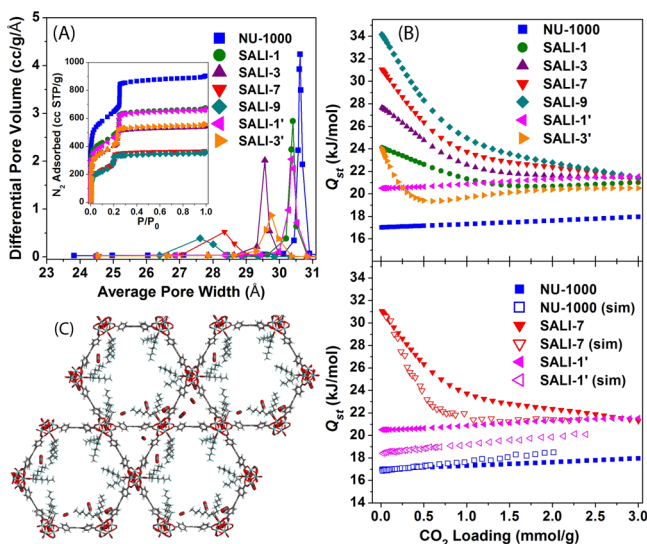 (A)
NU-1000
SALI-1
SALI-3
SALI-7
SALI-9
SALI-1'
SALI-3'
Differential Pore Volume (cc/g/Å)
5
4
3
2
1
0
23 24 25 26 27 28 29 30 31
Average Pore Width (Å)
N2 Adsorbed (cc STP/g)
1000
800
600
400
200
0
0.0 0.2 0.4 0.6 0.8 1.0
P/P0
(B)
NU-1000
SALI-1
SALI-3
SALI-7
SALI-9
SALI-1'
SALI-3'
Qst (kJ/mol)
34
32
30
28
26
24
22
20
18
16
NU-1000
NU-1000 (sim)
SALI-7
SALI-7 (sim)
SALI-1'
SALI-1' (sim)
Qst (kJ/mol)
34
32
30
28
26
24
22
20
18
16
14
0.0 0.5 1.0 1.5 2.0 2.5 3.0
CO2 Loading (mmol/g)
(C)